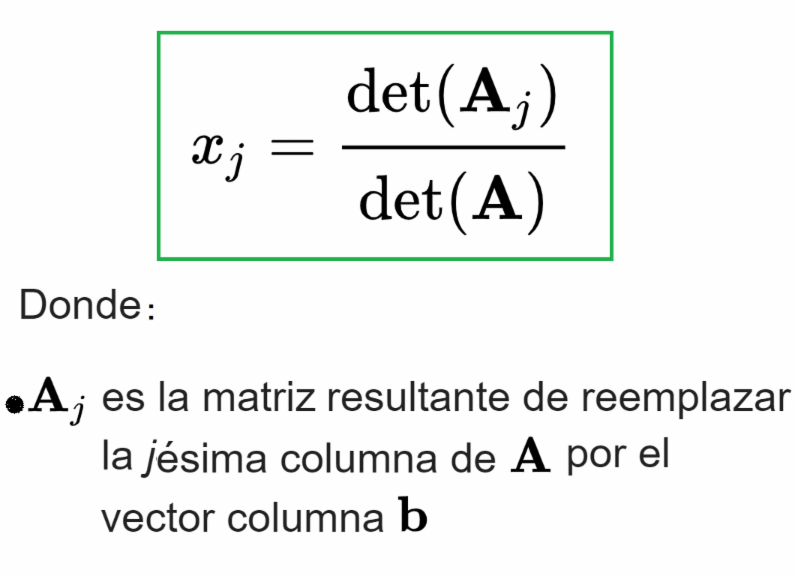 x_j = det(A_j) / det(A)
Donde:
•A_j es la matriz resultante de reemplazar
la jésima columna de A por el
vector columna b